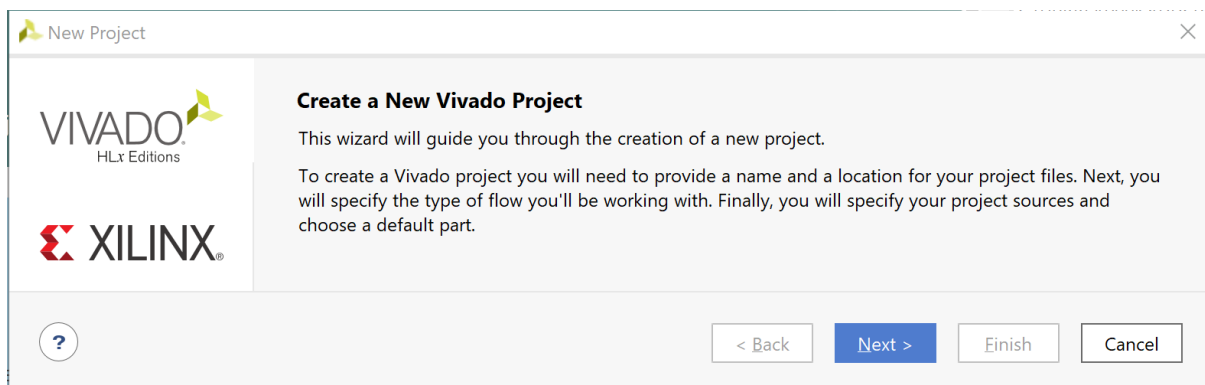 New Project
VIVADO.
HLx Editions
XILINX®
Create a New Vivado Project
This wizard will guide you through the creation of a new project.
To create a Vivado project you will need to provide a name and a location for your project files. Next, you
will specify the type of flow you'll be working with. Finally, you will specify your project sources and
choose a default part.
?
< Back
Next >
Finish
Cancel